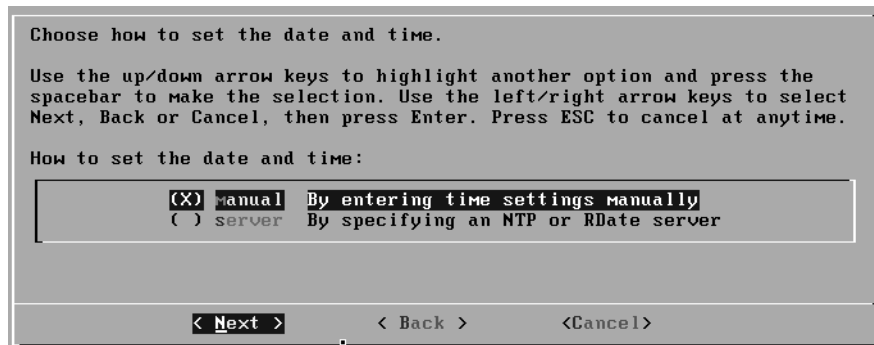 Choose how to set the date and time.
Use the up/down arrow keys to highlight another option and press the
spacebar to make the selection. Use the left/right arrow keys to select
Next, Back or Cancel, then press Enter. Press ESC to cancel at anytime.
How to set the date and time:
(X) manual By entering time settings manually
( ) server By specifying an NTP or RDate server
< Next > < Back > <Cancel>